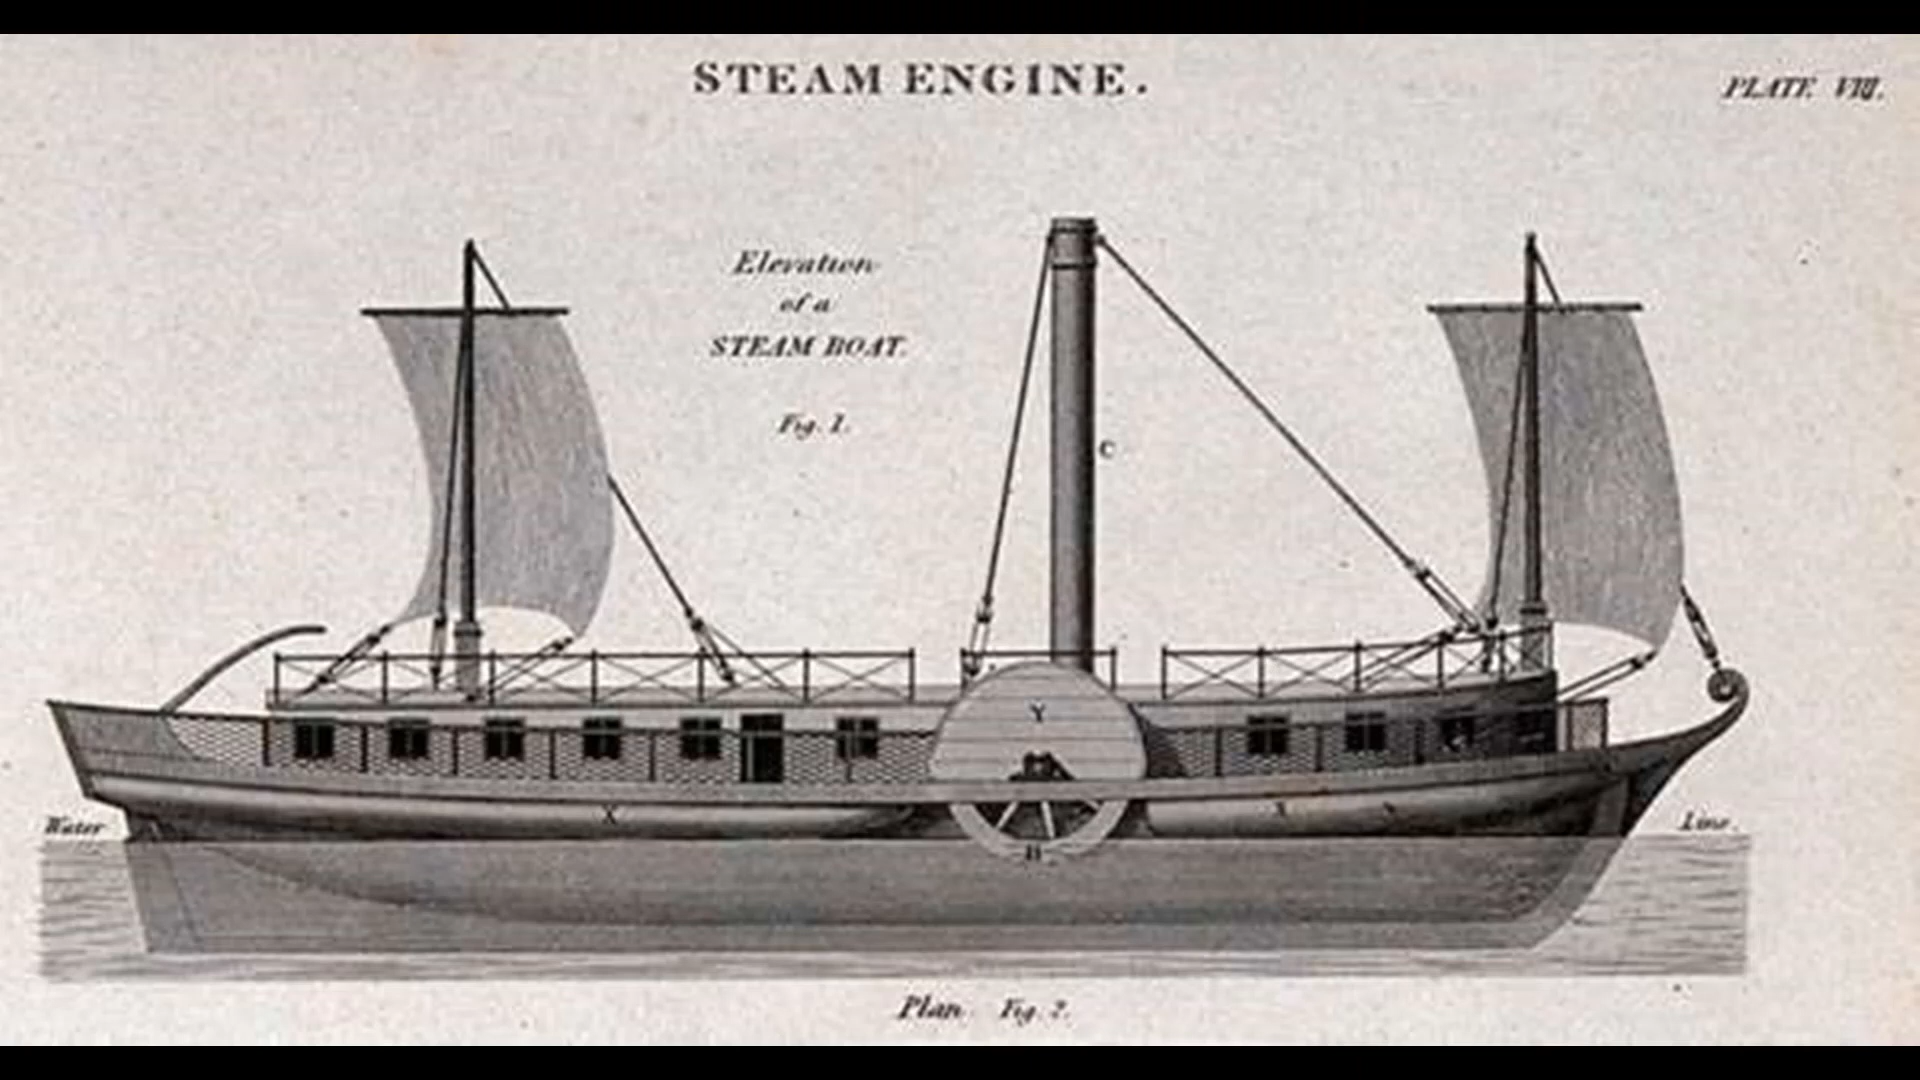 STEAM ENGINE.
PLATE VIII.
Elevation
of a
STEAM BOAT.
Fig. 1.
C
Y
X
Water
Line.
Plan. Fig. 2.